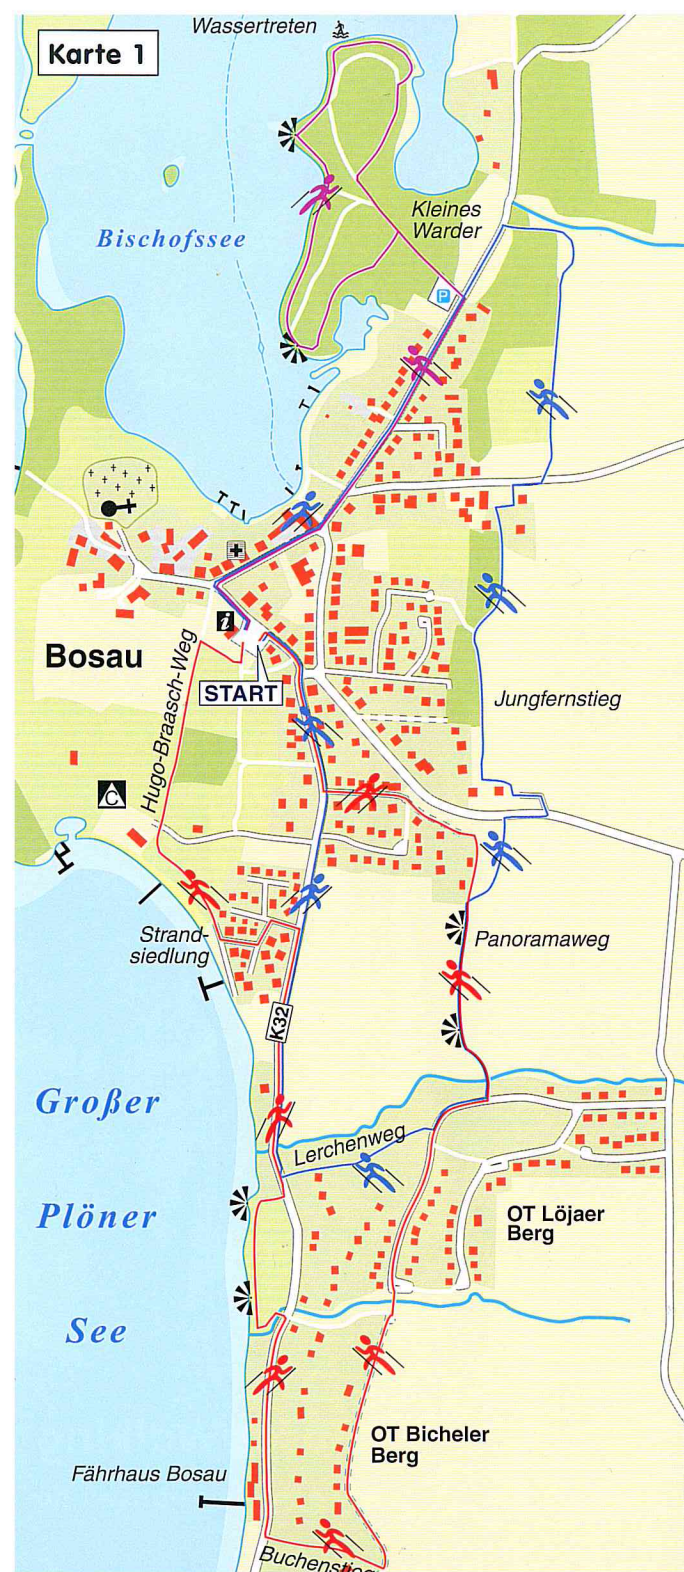 Wassertreten
Karte 1
Kleines
Warder
Bischofssee
P
i
Bosau
START
Hugo-Braasch-Weg
Jungfernstieg
C
Strand-
siedlung
Panoramaweg
K32
Großer
Plöner
See
Lerchenweg
OT Löjaer
Berg
OT Bicheler
Berg
Fährhaus Bosau
Buchenstieg